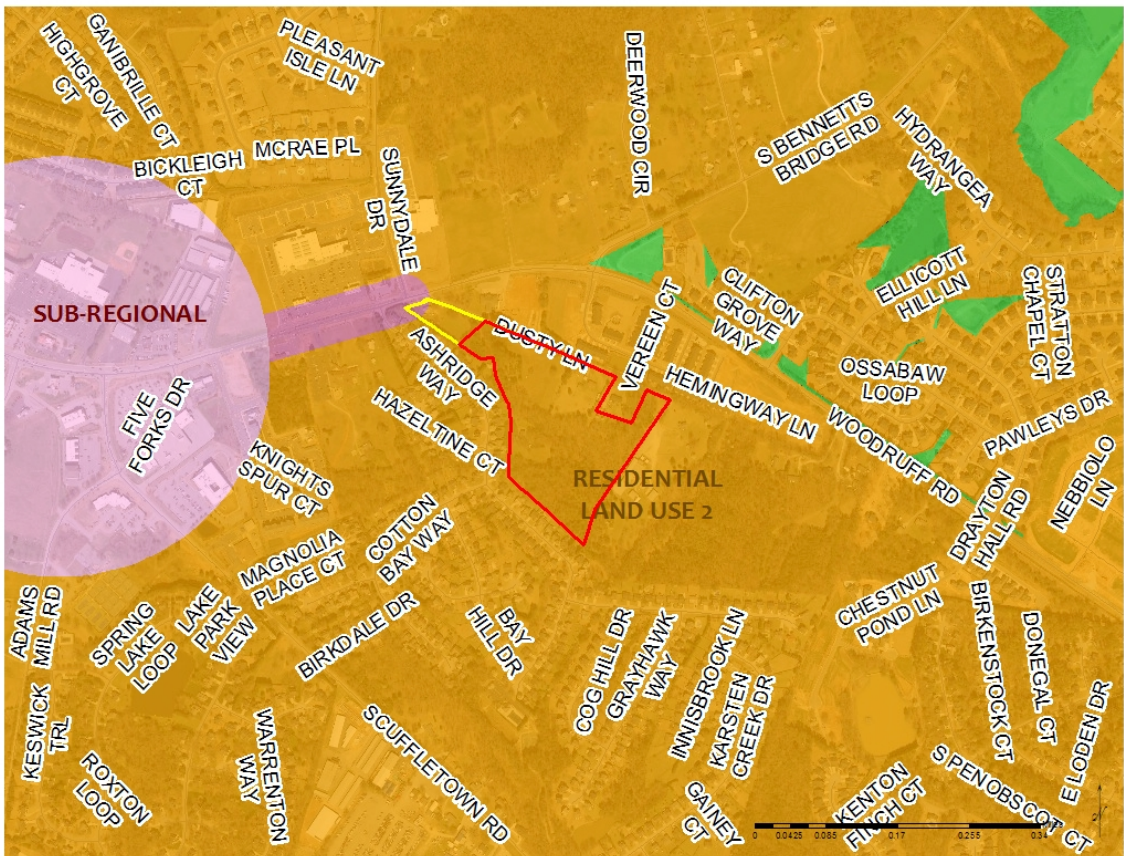 GANIBRILLE CT
HIGHGROVE
CT
PLEASANT
ISLE LN
DEERWOOD CIR
S BENNETTS
BRIDGE RD
HYDRANGEA
WAY
BICKLEIGH
CT
MCRAE PL
SUNNYDALE
DR
ELLICOTT
HILL LN
STRATTON
CHAPEL CT
SUB-REGIONAL
CLIFTON
GROVE
WAY
VEREEN CT
DUSTY LN
ASHRIDGE
WAY
HEMINGWAY LN
OSSABAW
LOOP
FIVE
FORKS DR
HAZELTINE CT
WOODRUFF RD
PAWLEYS DR
KNIGHTS
SPUR CT
RESIDENTIAL
LAND USE 2
DRAYTON
HALL RD
NEBBIOLO
LN
COTTON
BAY WAY
MAGNOLIA
PLACE CT
ADAMS
MILL RD
SPRING
LAKE
LOOP
LAKE
PARK
VIEW
BIRKDALE DR
BAY
HILL DR
COG HILL DR
GRAYHAWK
WAY
INNISBROOK LN
KARSTEN
CREEK DR
CHESTNUT
POND LN
BIRKENSTOCK CT
DONEGAL CT
KESWICK
TRL
ROXTON
LOOP
WARRENTON
WAY
SCUFFLETOWN RD
GAINEY
CT
KENTON
FINCH CT
S PENOBSCOT CT
E LODEN DR
0 0.0425 0.085 0.17 0.255 0.34
N